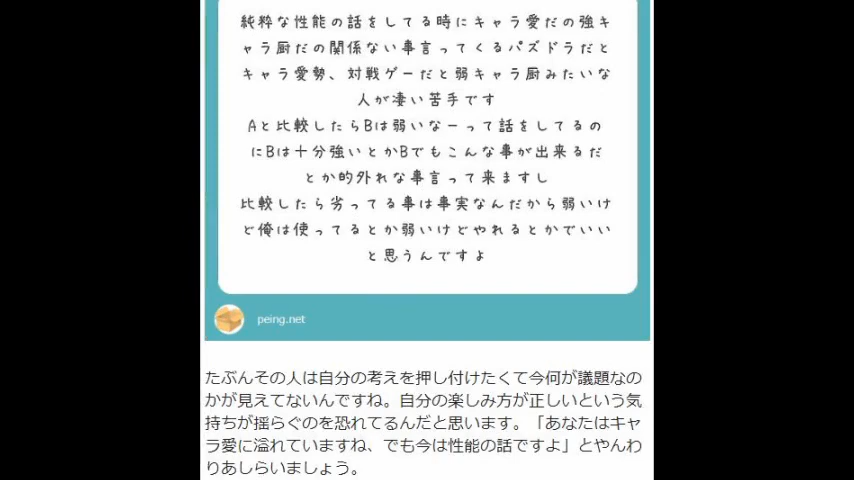 純粋な性能の話をしてる時にキャラ愛だの強キ
ャラ厨だの関係ない事言ってくるパズドラだと
キャラ愛勢、対戦ゲーだと弱キャラ厨みたいな
人が凄い苦手です
Aと比較したらBは弱いなーって話をしてるの
にBは十分強いとかBでもこんな事が出来るだ
とか的外れな事言って来ますし
比較したら劣ってる事は事実なんだから弱いけ
ど俺は使ってるとか弱いけどやれるとかでいい
と思うんですよ
peing.net
たぶんその人は自分の考えを押し付けたくて今何が議題なの
かが見えてないんですね。自分の楽しみ方が正しいという気
持ちが揺らぐのを恐れてるんだと思います。「あなたはキャ
ラ愛に溢れていますね、でも今は性能の話ですよ」とやんわ
りあしらいましょう。